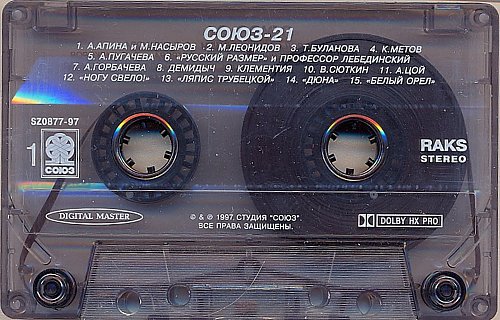 СОЮЗ-21
1. А.АПИНА и М.НАСЫРОВ 2. М.ЛЕОНИДОВ 3. Т.БУЛАНОВА 4. К.МЕТОВ
5. А.ПУГАЧЕВА 6. «РУССКИЙ РАЗМЕР» И ПРОФЕССОР ЛЕБЕДИНСКИЙ
7. А.ГОРБАЧЕВА 8. ДЕМИДЫЧ 9. КЛЕМЕНТИЯ 10. В.СЮТКИН 11. А.ЦОЙ
12. «НОГУ СВЕЛО!» 13. «ЛЯПИС ТРУБЕЦКОЙ» 14. «ДЮНА» 15. «БЕЛЫЙ ОРЕЛ»
SZ0877-97
1
СОЮЗ
RAKS
STEREO
DIGITAL MASTER
© & ℗ 1997. СТУДИЯ "СОЮЗ".
ВСЕ ПРАВА ЗАЩИЩЕНЫ.
DOLBY HX PRO